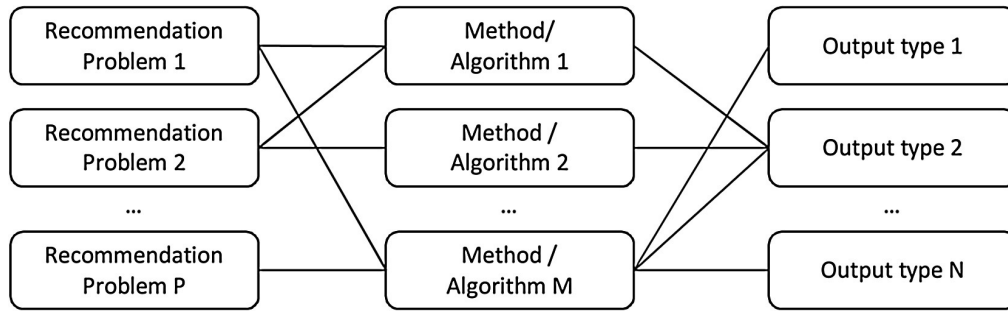 Recommendation
Problem 1
Method/
Algorithm 1
Output type 1
Recommendation
Problem 2
Method /
Algorithm 2
Output type 2
...
...
...
Recommendation
Problem P
Method /
Algorithm M
Output type N